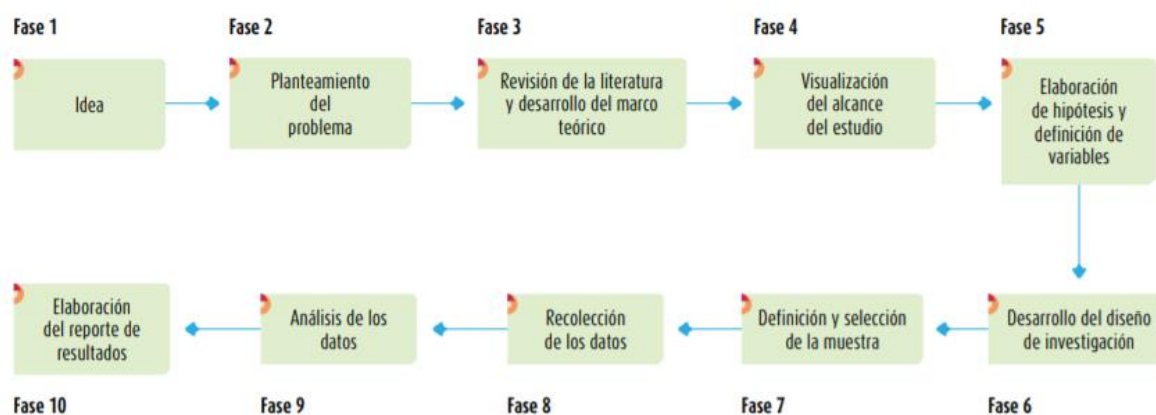 Fase 1
Idea
Fase 2
Planteamiento
del
problema
Fase 3
Revisión de la literatura
y desarrollo del marco
teórico
Fase 4
Visualización
del alcance
del estudio
Fase 5
Elaboración
de hipótesis y
definición de
variables
Desarrollo del diseño
de investigación
Fase 6
Definición y selección
de la muestra
Fase 7
Recolección
de los datos
Fase 8
Análisis de los
datos
Fase 9
Elaboración
del reporte de
resultados
Fase 10